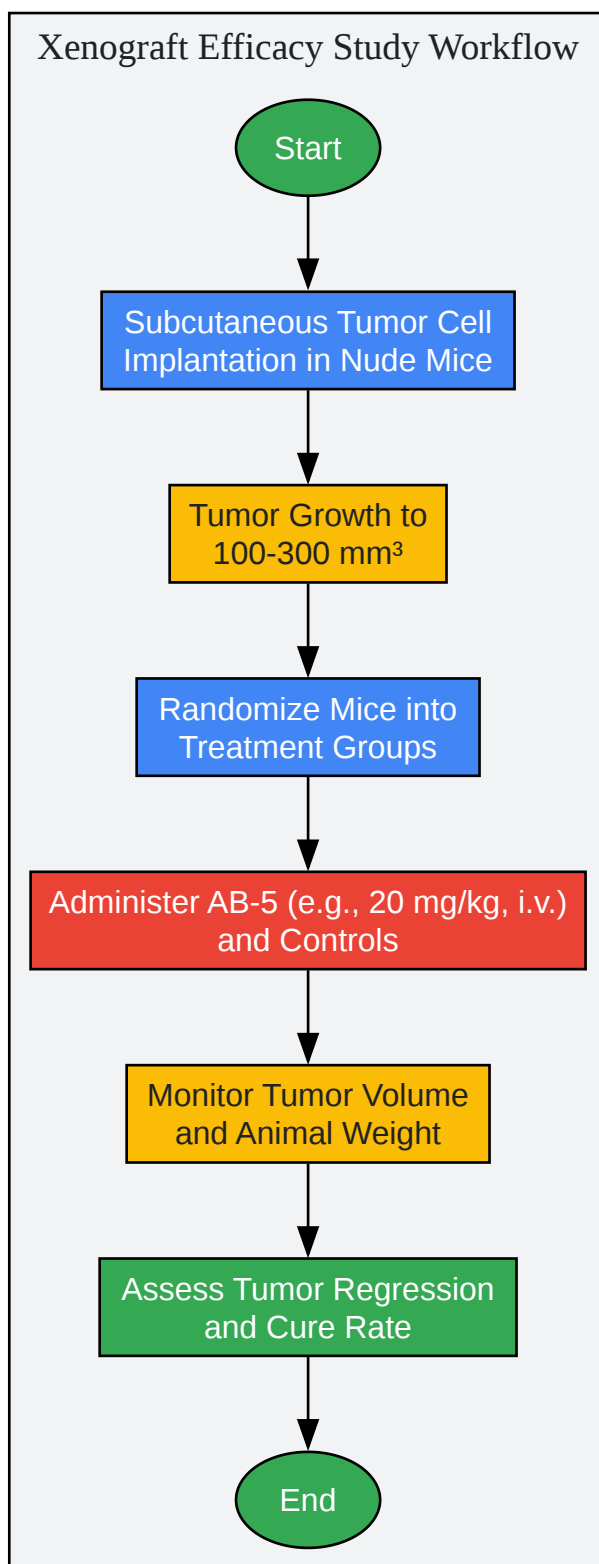 Xenograft Efficacy Study Workflow
Start
Subcutaneous Tumor Cell
Implantation in Nude Mice
Tumor Growth to
100-300 mm³
Randomize Mice into
Treatment Groups
Administer AB-5 (e.g., 20 mg/kg, i.v.)
and Controls
Monitor Tumor Volume
and Animal Weight
Assess Tumor Regression
and Cure Rate
End